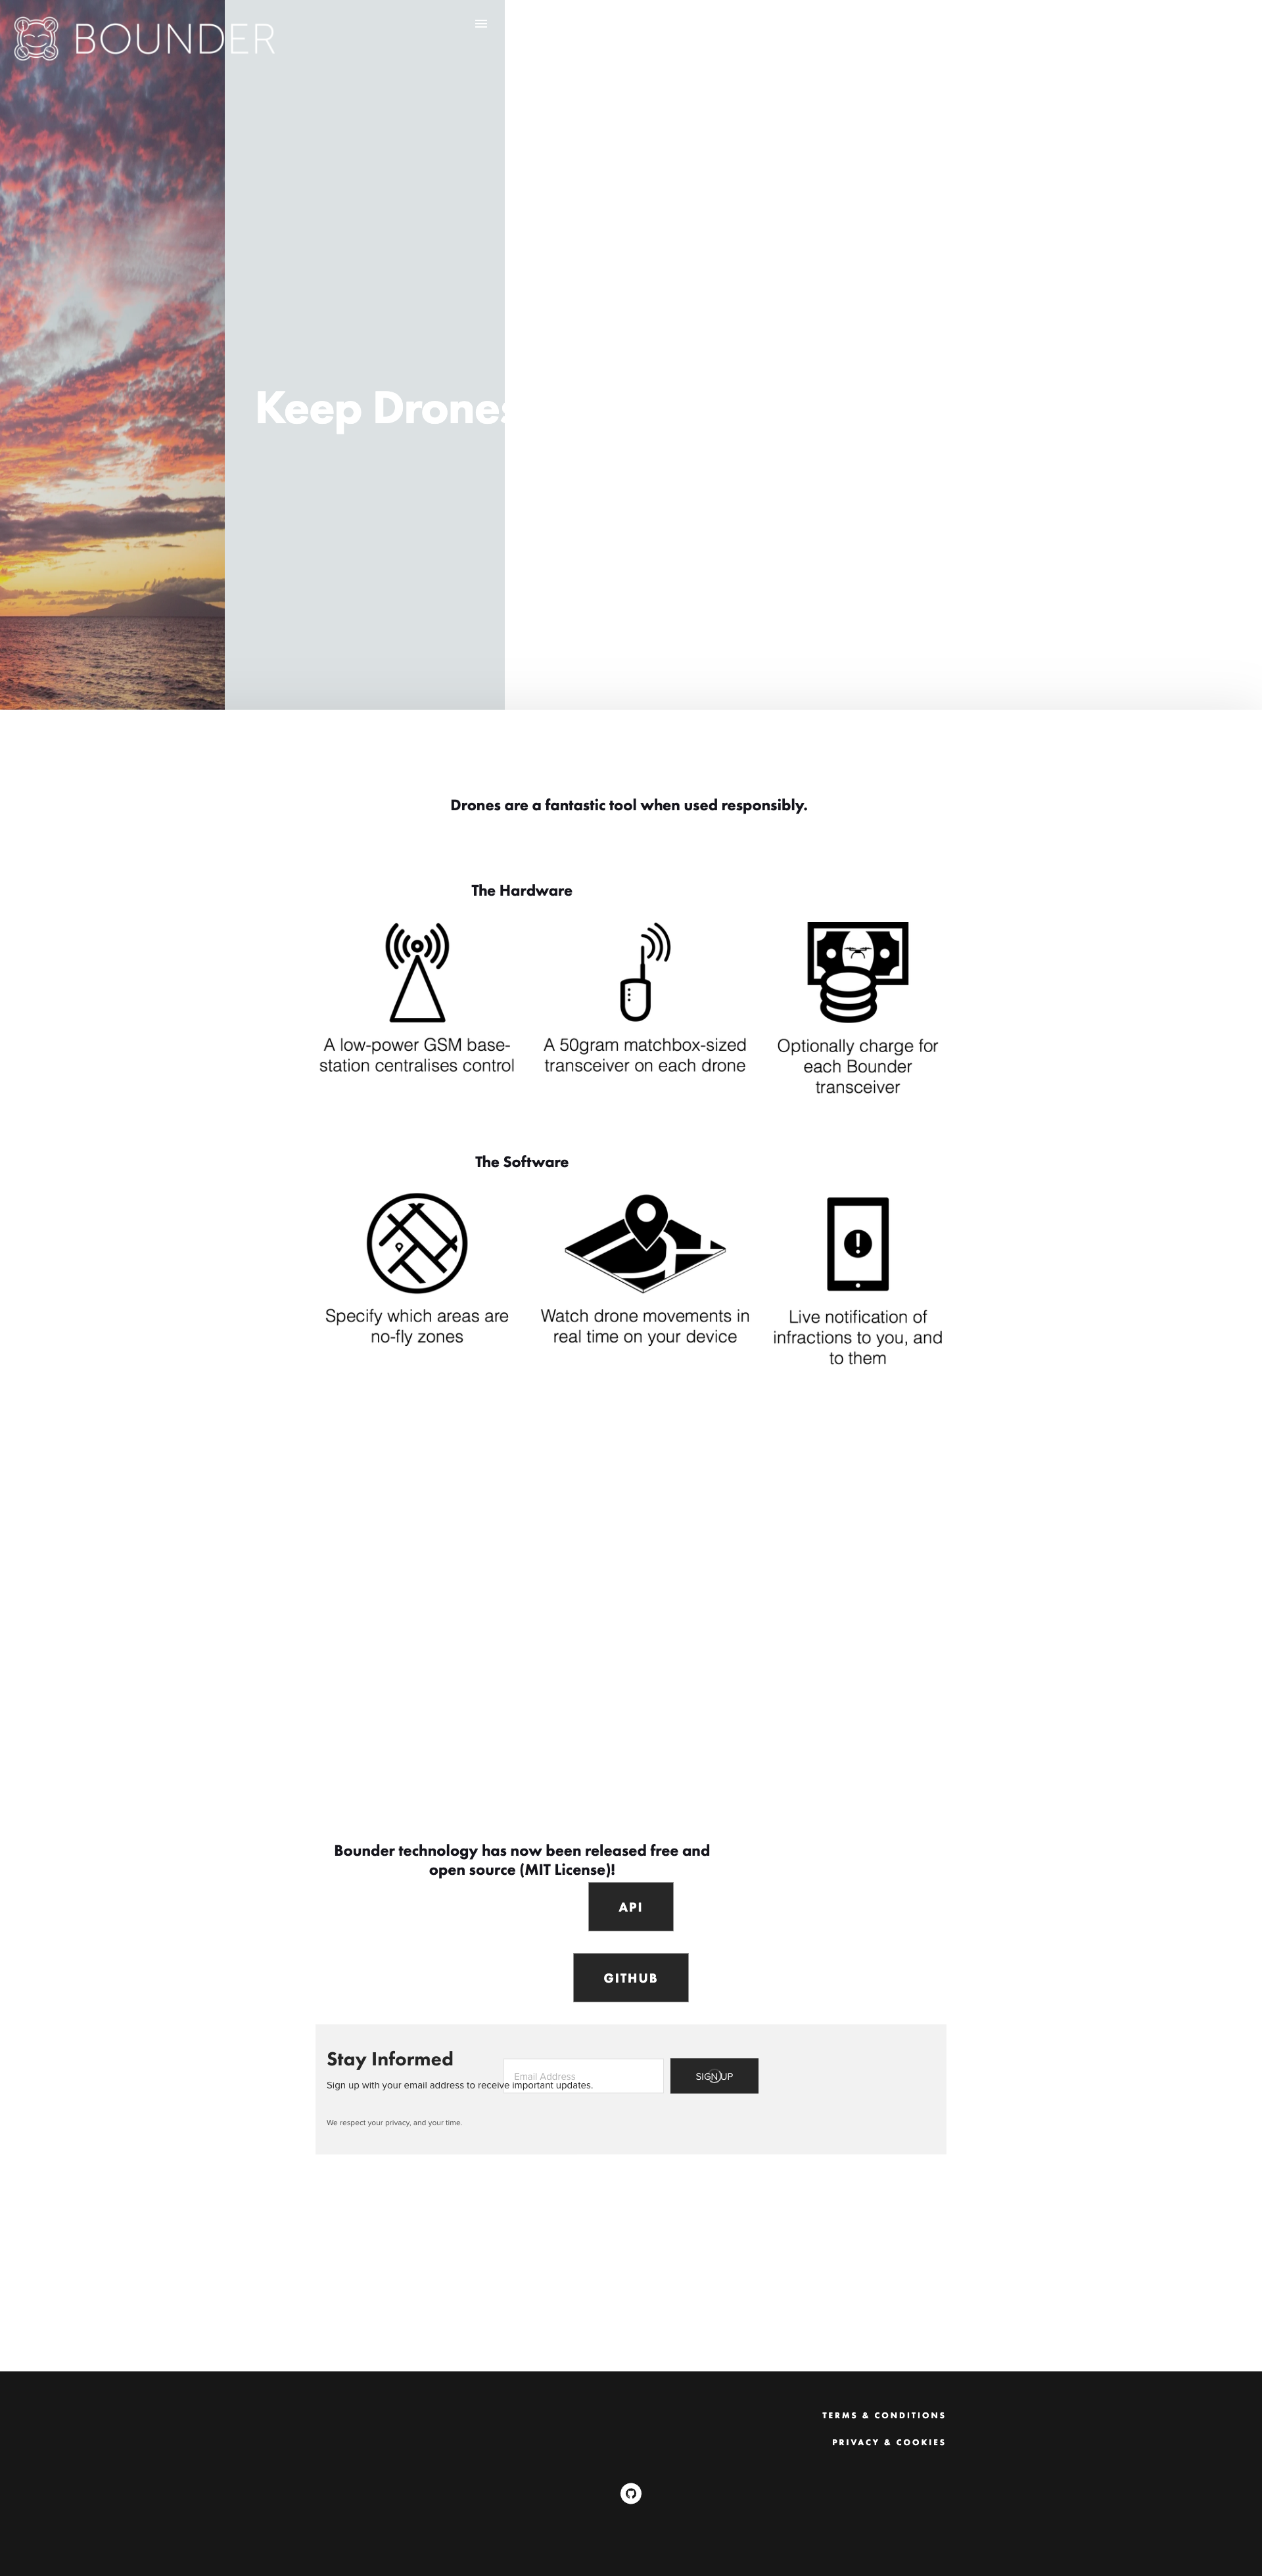 BOUNDER
Keep Drones
Drones are a fantastic tool when used responsibly.
The Hardware
A low-power GSM base-
station centralises control
A 50gram matchbox-sized
transceiver on each drone
Optionally charge for
each Bounder
transceiver
The Software
Specify which areas are
no-fly zones
Watch drone movements in
real time on your device
Live notification of
infractions to you, and
to them
Bounder technology has now been released free and
open source (MIT License)!
API
GITHUB
Stay Informed
Email Address
SIGN UP
Sign up with your email address to receive important updates.
We respect your privacy, and your time.
TERMS & CONDITIONS
PRIVACY & COOKIES